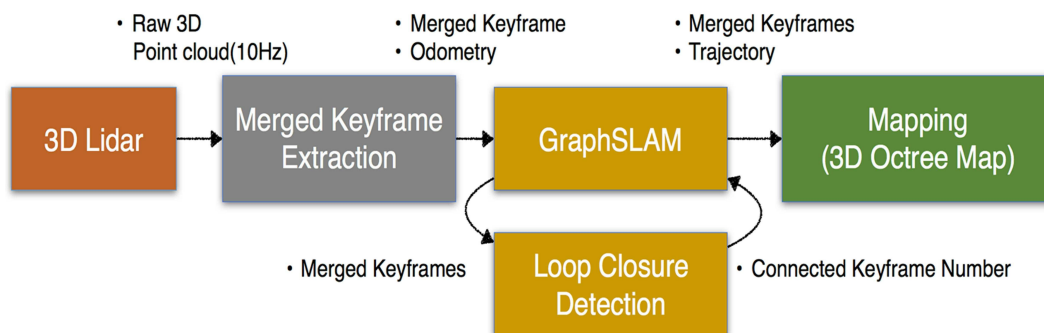 • Raw 3D
Point cloud(10Hz)
• Merged Keyframe
• Odometry
• Merged Keyframes
• Trajectory
3D Lidar
Merged Keyframe
Extraction
GraphSLAM
Mapping
(3D Octree Map)
• Merged Keyframes
Loop Closure
Detection
• Connected Keyframe Number